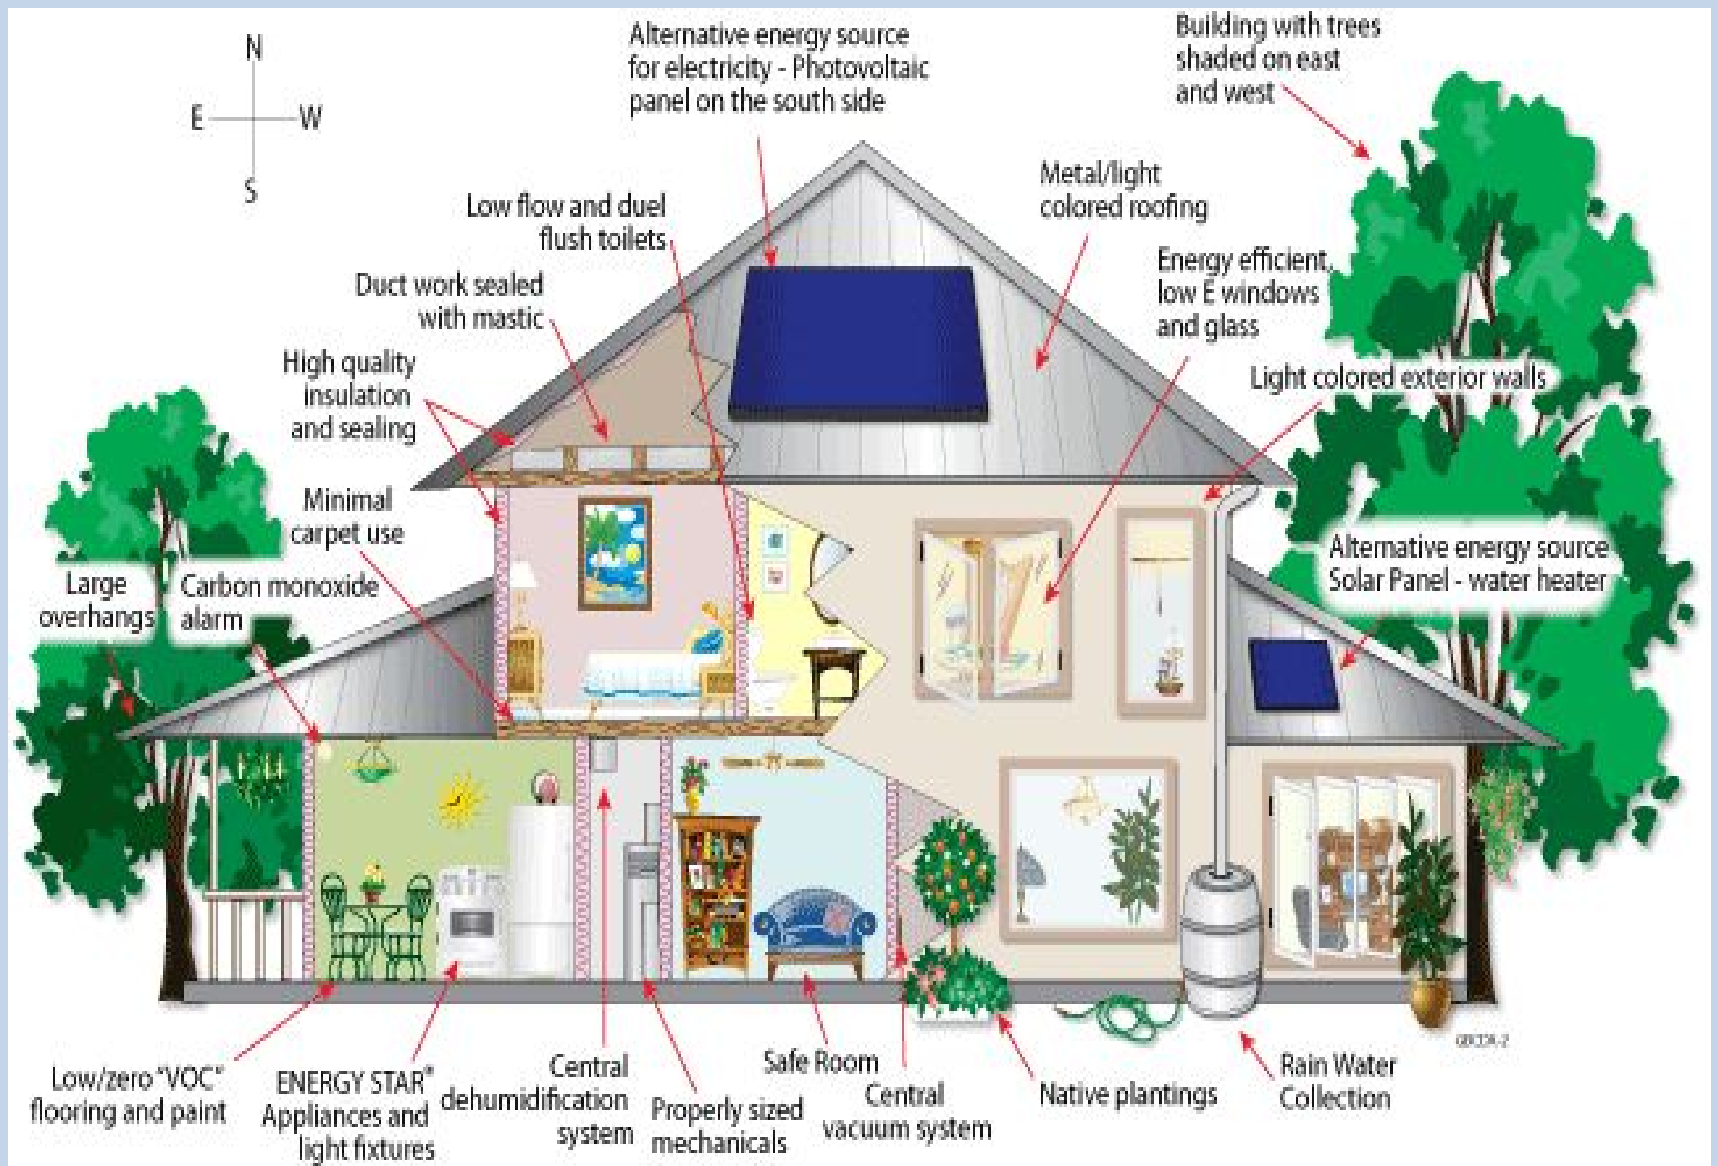 N
E
W
S
Alternative energy source
for electricity - Photovoltaic
panel on the south side
Building with trees
shaded on east
and west
Metal/light
colored roofing
Low flow and duel
flush toilets
Energy efficient,
low E windows
and glass
Duct work sealed
with mastic
High quality
insulation
and sealing
Light colored exterior walls
Minimal
carpet use
Alternative energy source
Solar Panel - water heater
Large
overhangs
Carbon monoxide
alarm
Low/zero "VOC"
flooring and paint
ENERGY STAR®
Appliances and
light fixtures
Central
dehumidification
system
Properly sized
mechanicals
Safe Room
Central
vacuum system
Native plantings
Rain Water
Collection